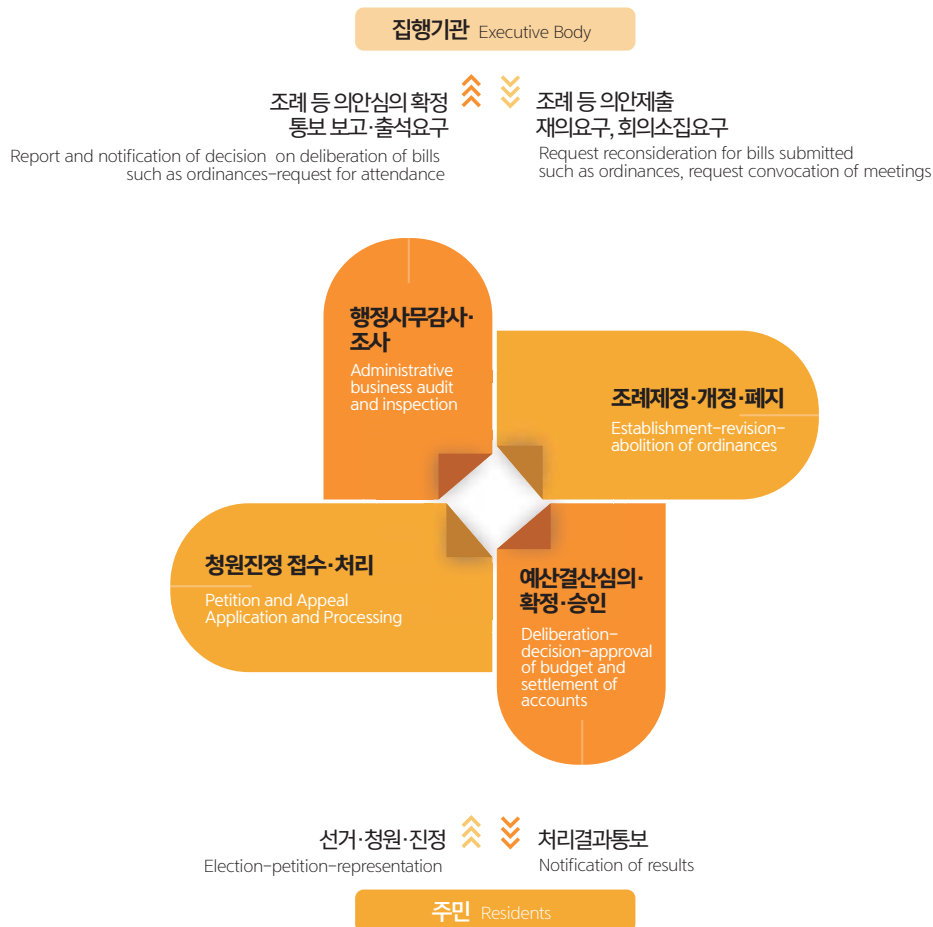 집행기관 Executive Body
조례 등 의안심의 확정
통보 보고·출석요구
Report and notification of decision on deliberation of bills
such as ordinances-request for attendance
조례 등 의안제출
재의요구, 회의소집요구
Request reconsideration for bills submitted
such as ordinances, request convocation of meetings
행정사무감사·
조사
Administrative
business audit
and inspection
조례제정·개정·폐지
Establishment-revision-
abolition of ordinances
청원진정 접수·처리
Petition and Appeal
Application and Processing
예산결산심의·
확정·승인
Deliberation-
decision-approval
of budget and
settlement of
accounts
선거·청원·진정
Election-petition-representation
처리결과통보
Notification of results
주민 Residents